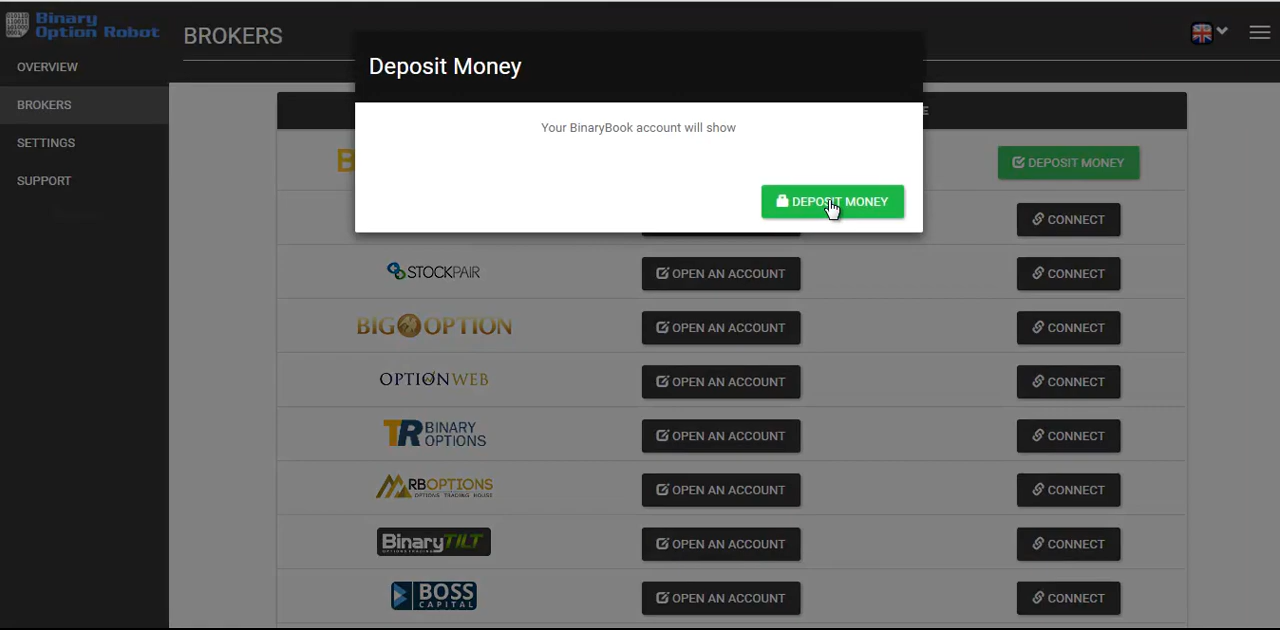 Binary
Option Robot
BROKERS
OVERVIEW
BROKERS
SETTINGS
SUPPORT
Deposit Money
Your BinaryBook account will show
DEPOSIT MONEY
E
B
DEPOSIT MONEY
CONNECT
STOCKPAIR
OPEN AN ACCOUNT
CONNECT
BIG OPTION
OPEN AN ACCOUNT
CONNECT
OPTIONWEB
OPEN AN ACCOUNT
CONNECT
TR BINARY
OPTIONS
OPEN AN ACCOUNT
CONNECT
RBOPTIONS
OPTIONS TRADING HOUSE
OPEN AN ACCOUNT
CONNECT
BinaryTILT
OPEN AN ACCOUNT
CONNECT
BOSS
CAPITAL
OPEN AN ACCOUNT
CONNECT